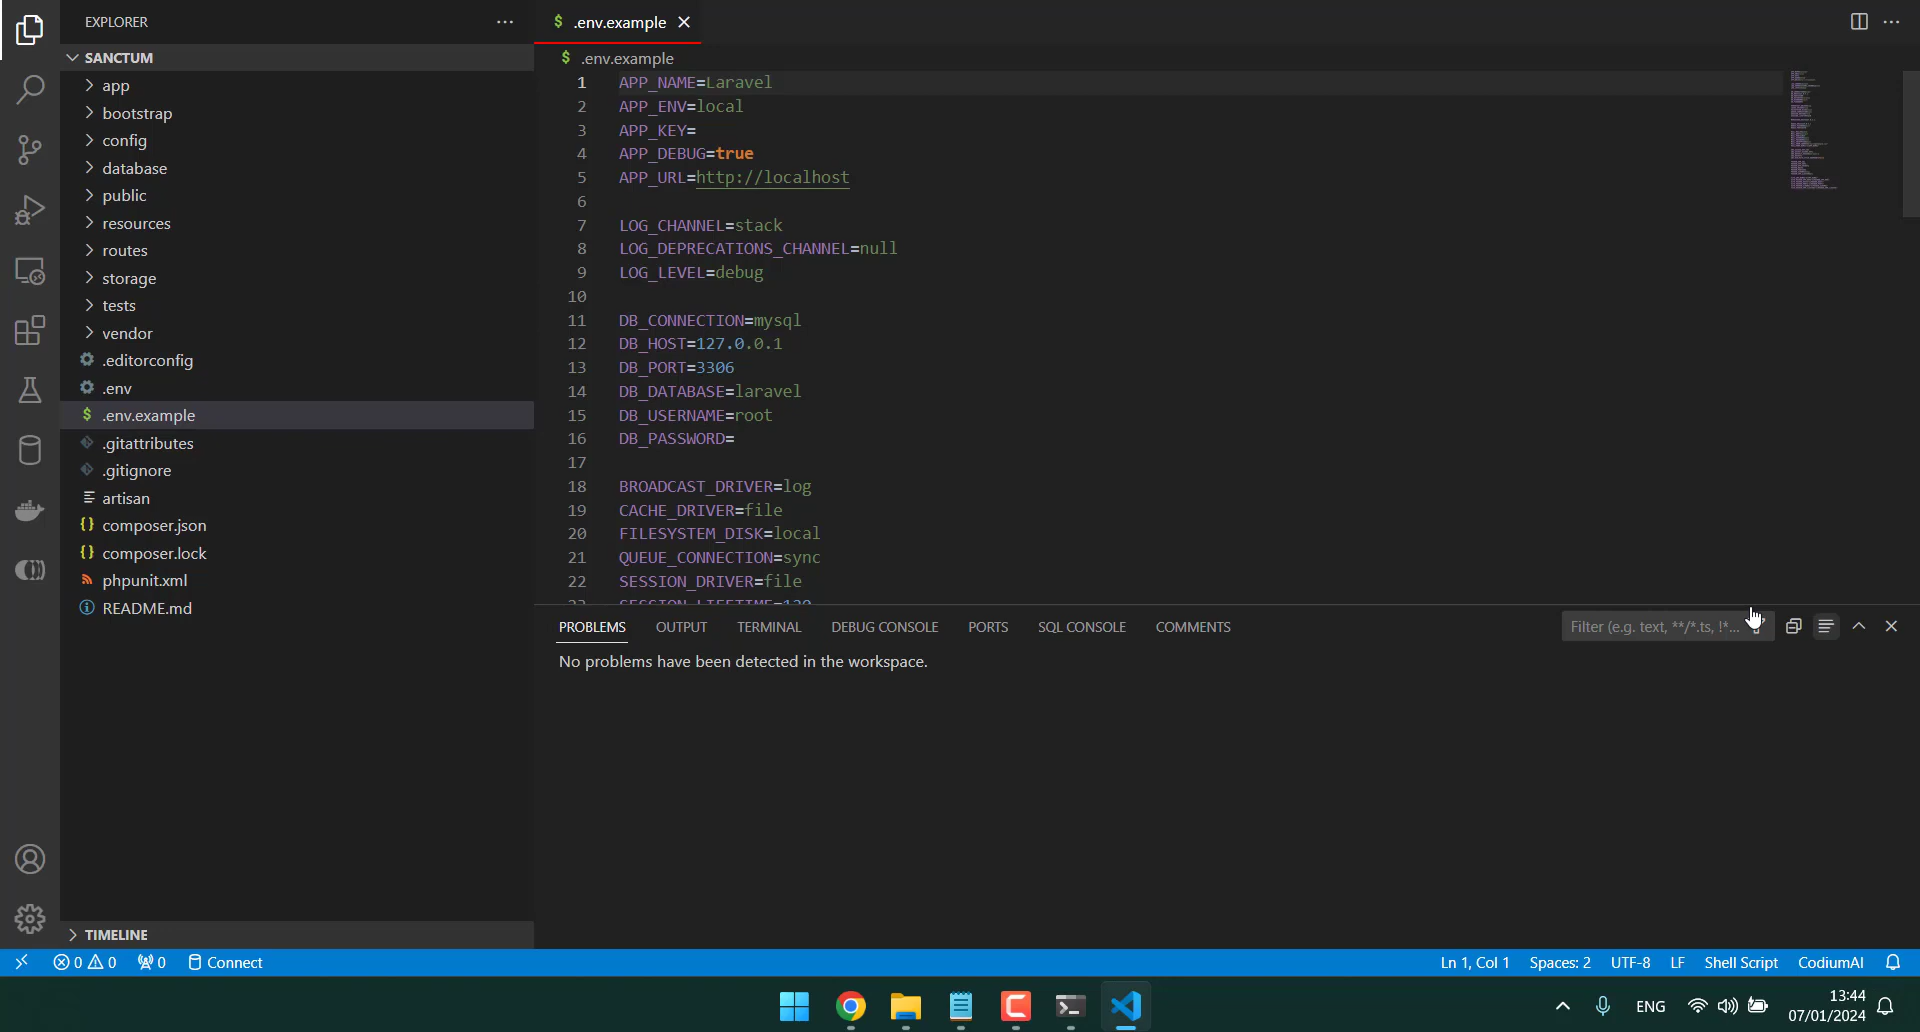 EXPLORER
SANCTUM
app
bootstrap
config
database
public
resources
routes
storage
tests
vendor
.editorconfig
.env
$ .env.example
.gitattributes
.gitignore
artisan
{} composer.json
{} composer.lock
phpunit.xml
README.md
TIMELINE
$ .env.example
$ .env.example
1 APP_NAME=Laravel
2 APP_ENV=local
3 APP_KEY=
4 APP_DEBUG=true
5 APP_URL=http://localhost
6
7 LOG_CHANNEL=stack
8 LOG_DEPRECATIONS_CHANNEL=null
9 LOG_LEVEL=debug
10
11 DB_CONNECTION=mysql
12 DB_HOST=127.0.0.1
13 DB_PORT=3306
14 DB_DATABASE=laravel
15 DB_USERNAME=root
16 DB_PASSWORD=
17
18 BROADCAST_DRIVER=log
19 CACHE_DRIVER=file
20 FILESYSTEM_DISK=local
21 QUEUE_CONNECTION=sync
22 SESSION_DRIVER=file
23 SESSION_LIFETIME=120
PROBLEMS OUTPUT TERMINAL DEBUG CONSOLE PORTS SQL CONSOLE COMMENTS
Filter (e.g. text, **/*.ts, !*...
No problems have been detected in the workspace.
0 0 0 Connect
Ln 1, Col 1 Spaces: 2 UTF-8 LF Shell Script CodiumAI
ENG
13:44
07/01/2024